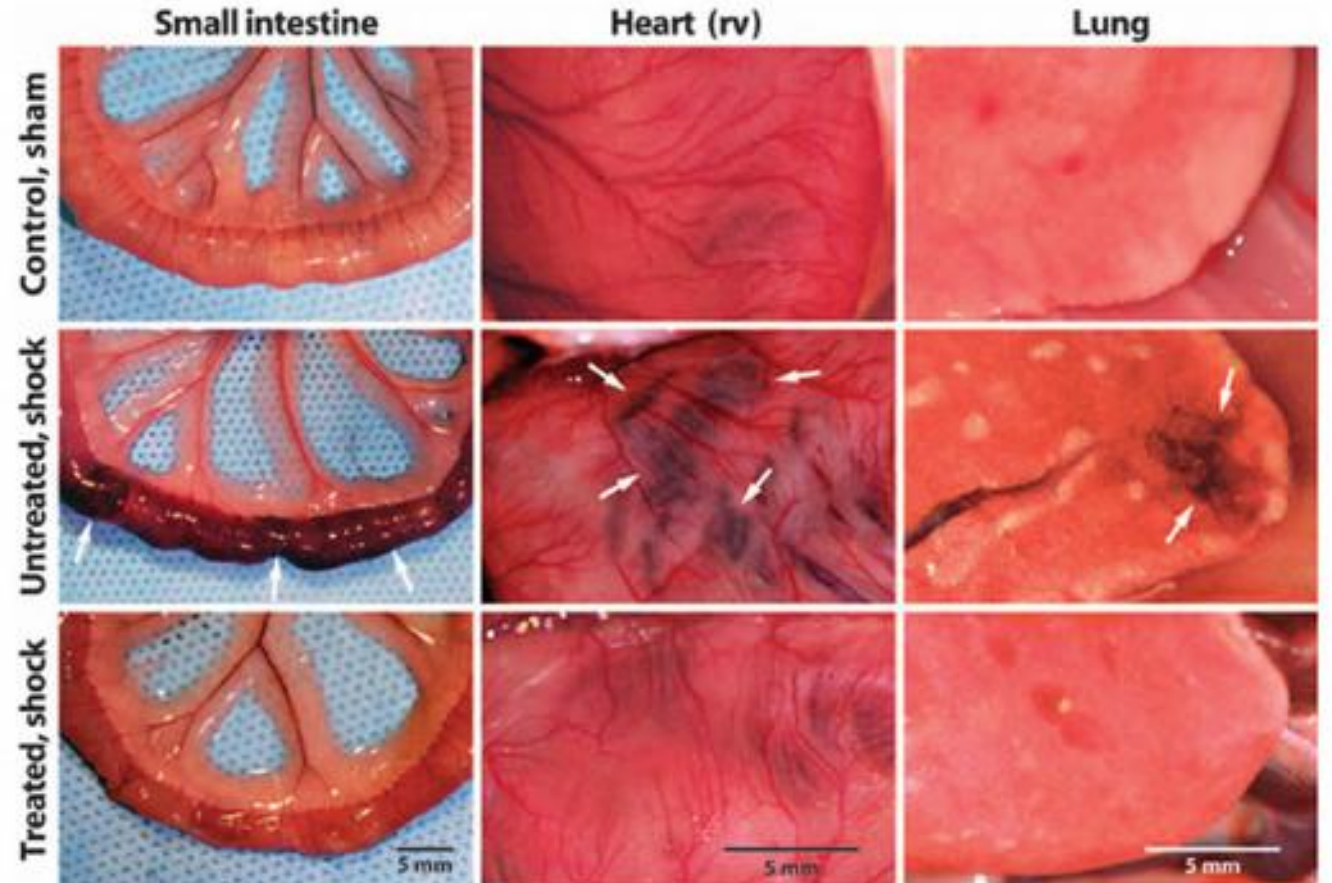 Small intestine
Heart (rv)
Lung
Control, sham
Untreated, shock
Treated, shock
5 mm
5 mm
5 mm